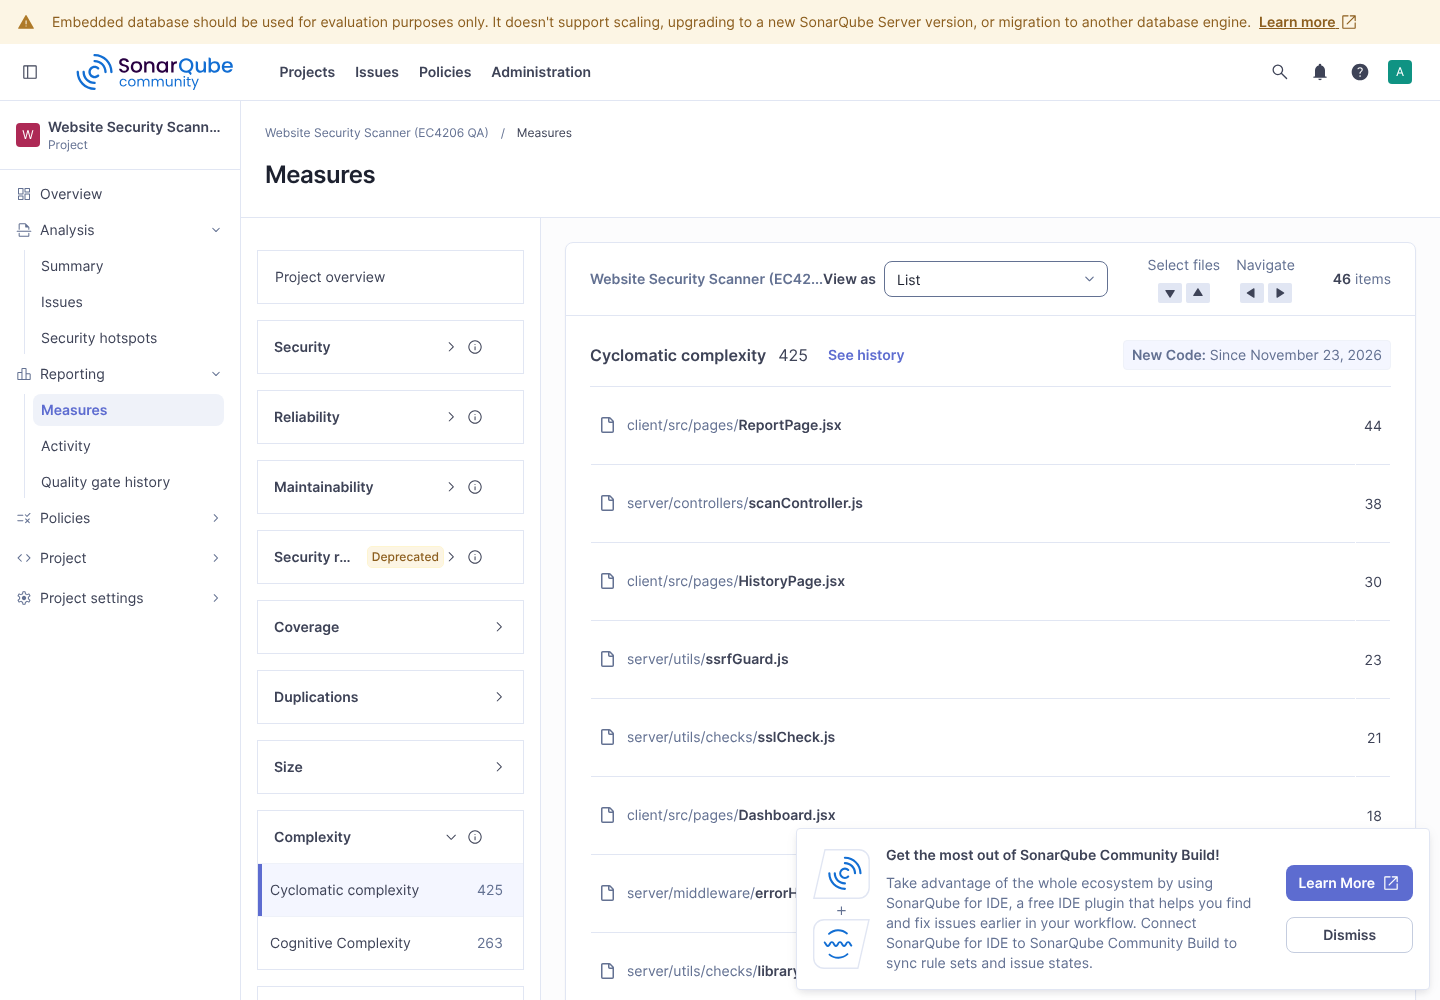 Embedded database should be used for evaluation purposes only. It doesn't support scaling, upgrading to a new SonarQube Server version, or migration to another database engine. Learn more
SonarQube community
Projects Issues Policies Administration
? A
W Website Security Scann...
Project
Overview
Analysis
Summary
Issues
Security hotspots
Reporting
Measures
Activity
Quality gate history
Policies
Project
Project settings
Website Security Scanner (EC4206 QA) / Measures
Measures
Project overview
Security
Reliability
Maintainability
Security r... Deprecated
Coverage
Duplications
Size
Complexity
Cyclomatic complexity 425
Cognitive Complexity 263
Website Security Scanner (EC42... View as List
Select files Navigate
46 items
Cyclomatic complexity 425 See history
New Code: Since November 23, 2026
client/src/pages/ReportPage.jsx 44
server/controllers/scanController.js 38
client/src/pages/HistoryPage.jsx 30
server/utils/ssrfGuard.js 23
server/utils/checks/sslCheck.js 21
client/src/pages/Dashboard.jsx 18
server/middleware/errorH
server/utils/checks/library
Get the most out of SonarQube Community Build!
Take advantage of the whole ecosystem by using
SonarQube for IDE, a free IDE plugin that helps you find
and fix issues earlier in your workflow. Connect
SonarQube for IDE to SonarQube Community Build to
sync rule sets and issue states.
+
Learn More
Dismiss